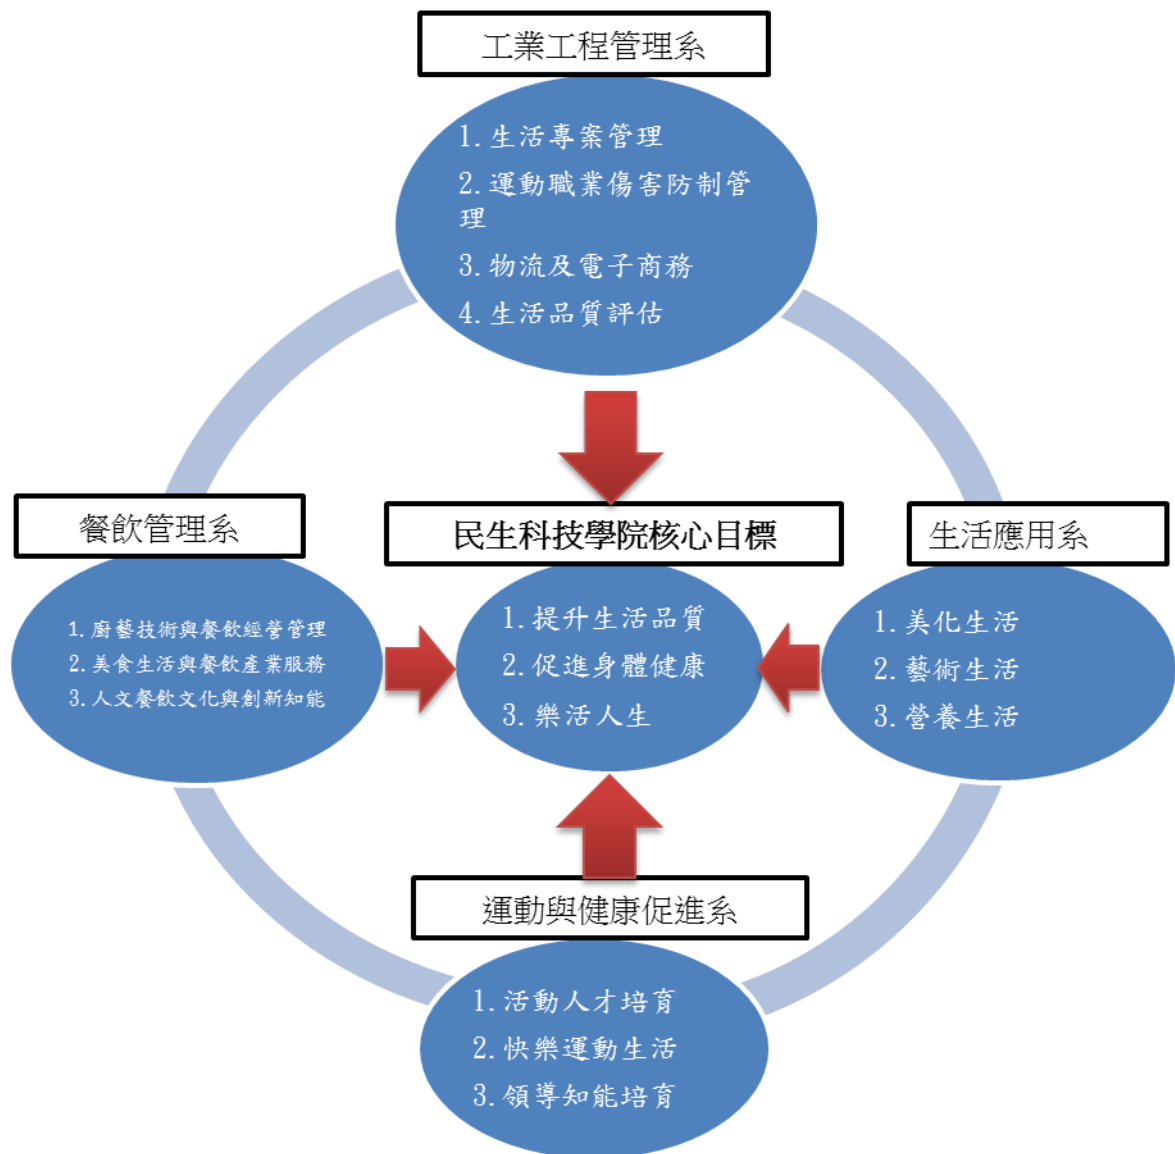 工業工程管理系
1.生活專案管理
2.運動職業傷害防制管
理
3.物流及電子商務
4.生活品質評估
餐飲管理系
1.廚藝技術與餐飲經營管理
2.美食生活與餐飲產業服務
3.人文餐飲文化與創新知能
民生科技學院核心目標
1.提升生活品質
2.促進身體健康
3.樂活人生
生活應用系
1.美化生活
2.藝術生活
3.營養生活
運動與健康促進系
1.活動人才培育
2.快樂運動生活
3.領導知能培育